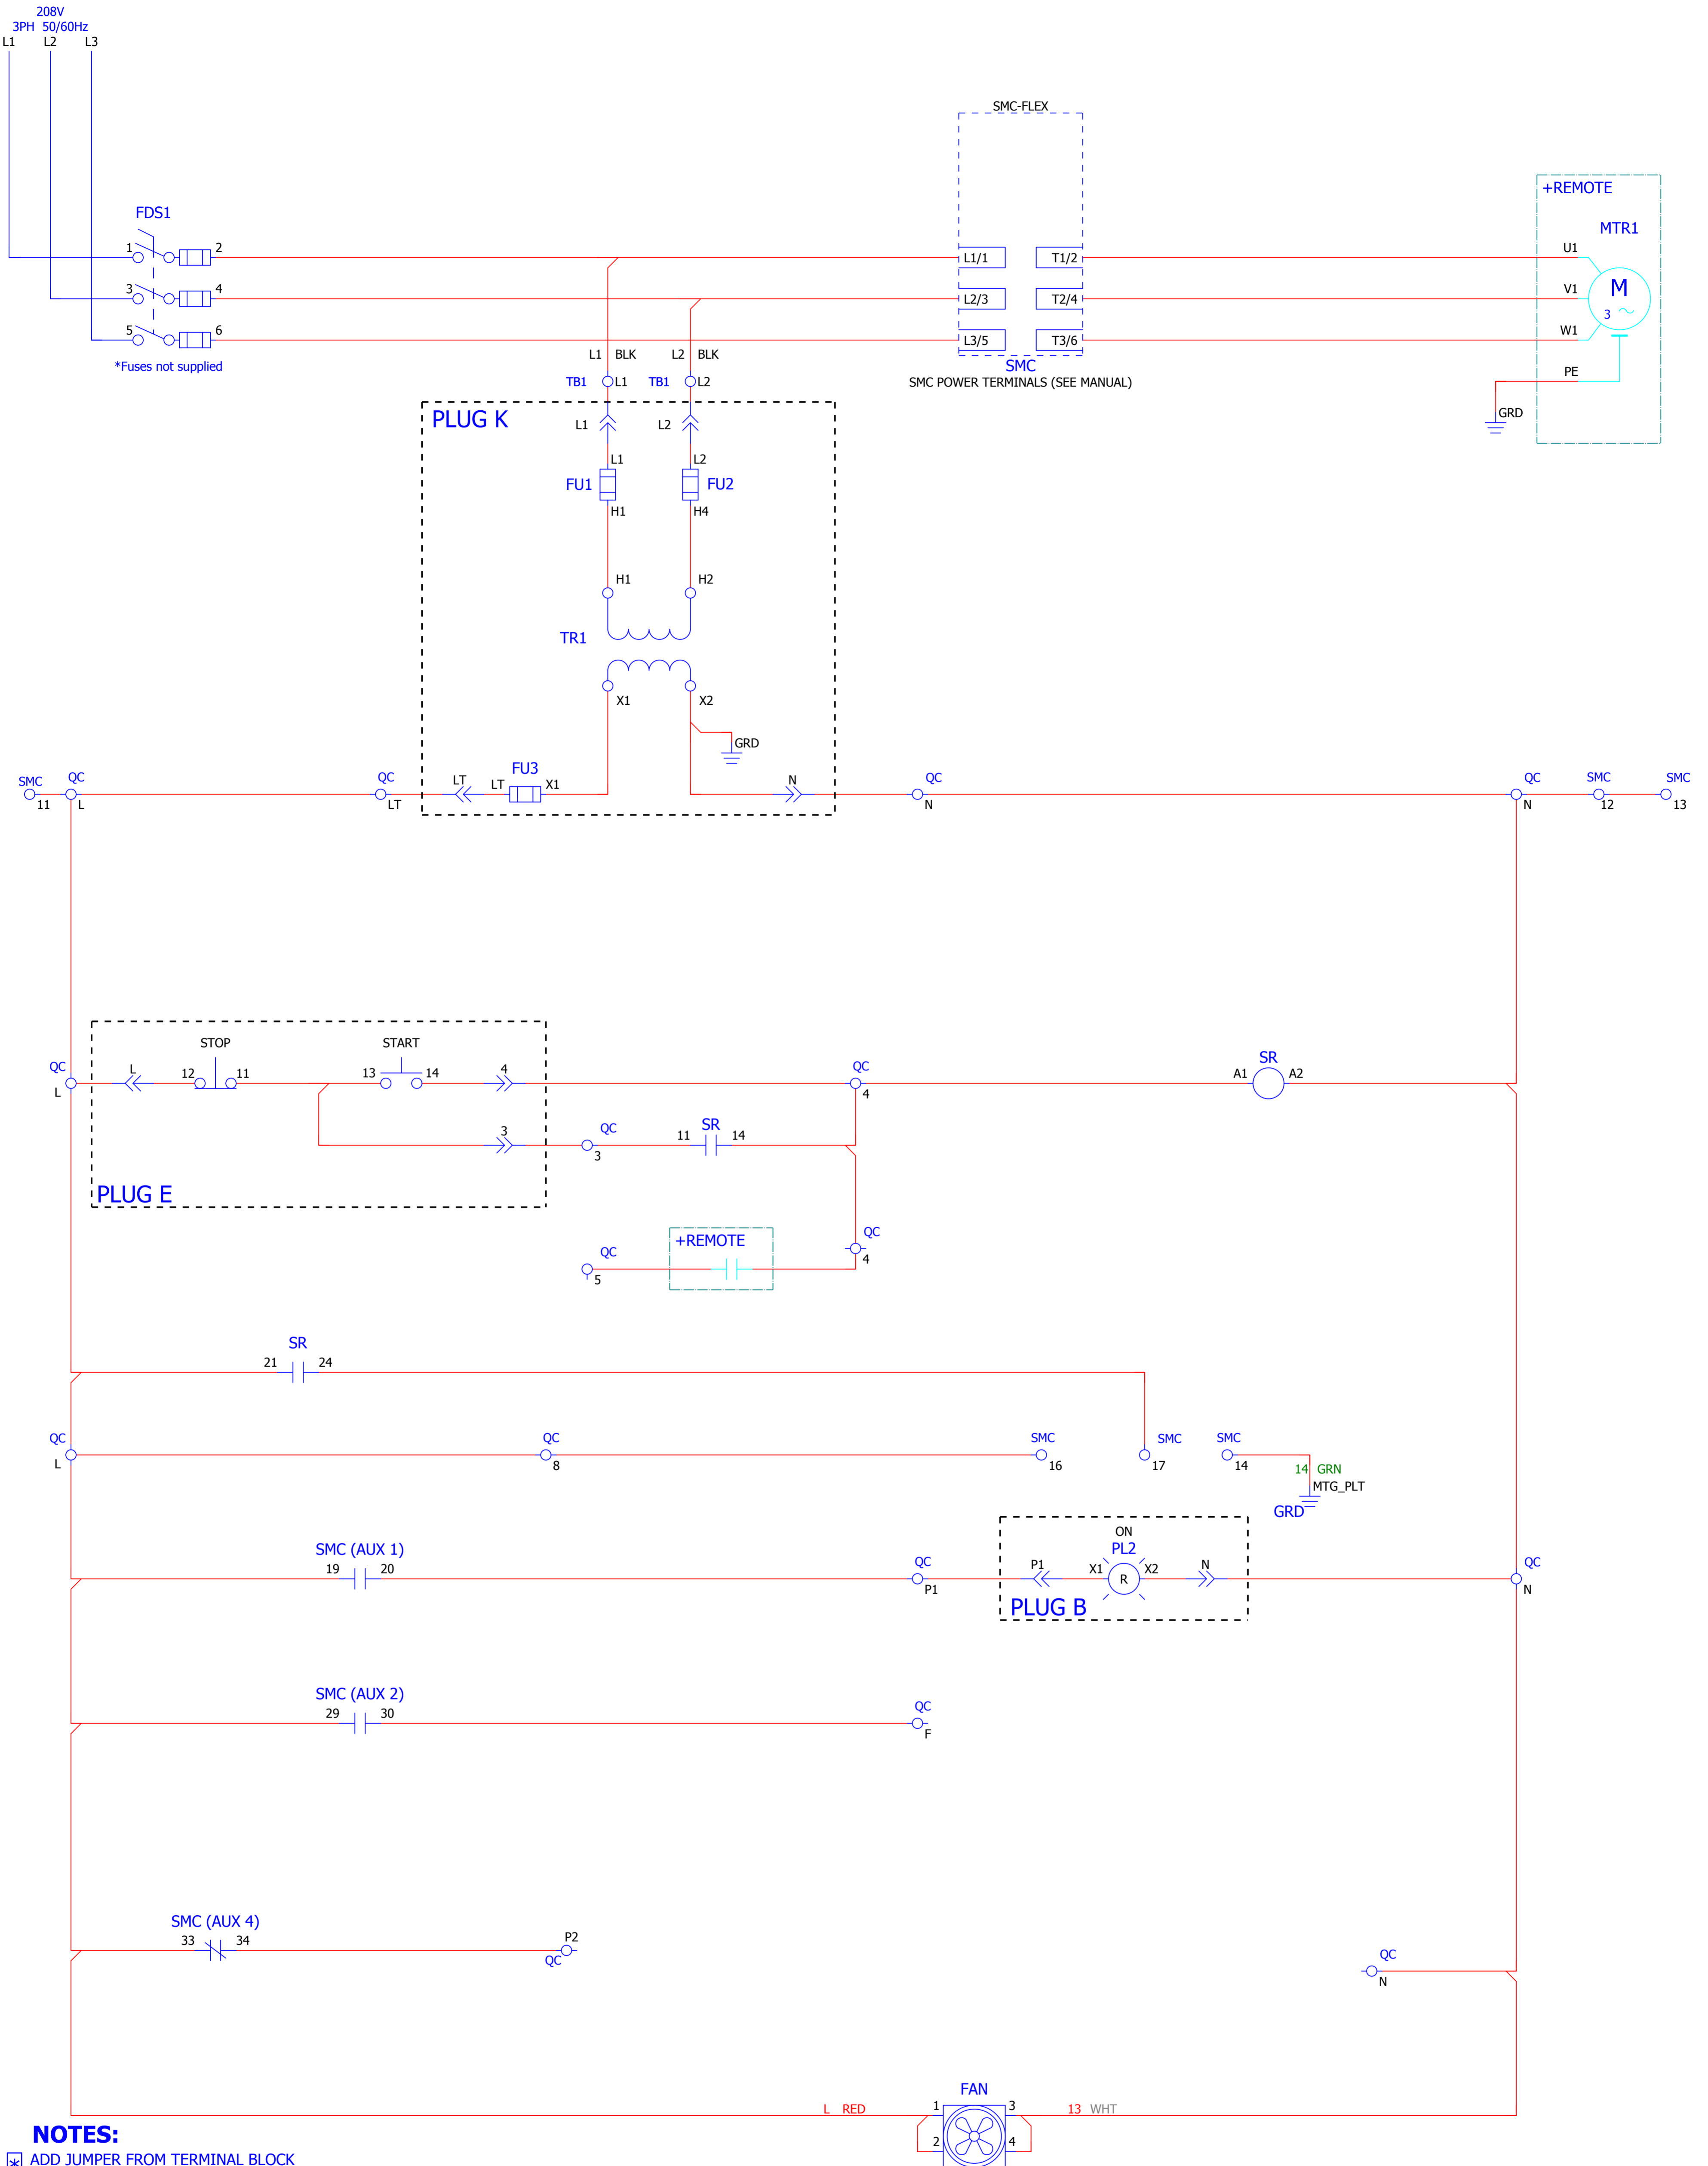 208V
3PH 50/60Hz
L1 L2 L3
SMC-FLEX
+REMOTE
FDS1
MTR1
1 2
L1/1 T1/2
U1
3 4
L2/3 T2/4
V1
M
3
5 6
L3/5 T3/6
W1
*Fuses not supplied
L1 BLK L2 BLK
SMC
PE
TB1 L1 TB1 L2
SMC POWER TERMINALS (SEE MANUAL)
GRD
PLUG K
L1 L2
L1 L2
FU1 FU2
H1 H4
H1 H2
TR1
X1 X2
GRD
FU3
SMC QC QC LT LT X1 N QC QC SMC SMC
11 L LT N N 12 13
STOP START
QC L 12 11 13 14 4 QC SR
A1 A2
L 4
3 QC 11 SR 14
3
PLUG E
+REMOTE
QC QC
5 4
SR
21 24
QC QC SMC SMC SMC
L 8 16 17 14
14 GRN
MTG_PLT
GRD
ON
SMC (AUX 1) PL2
19 20 QC P1 X1 R X2 N QC
P1 N
PLUG B
SMC (AUX 2)
29 30 QC
F
SMC (AUX 4)
33 34 P2
QC
QC
N
FAN
L RED 1 3 13 WHT
2 4
NOTES:
* ADD JUMPER FROM TERMINAL BLOCK